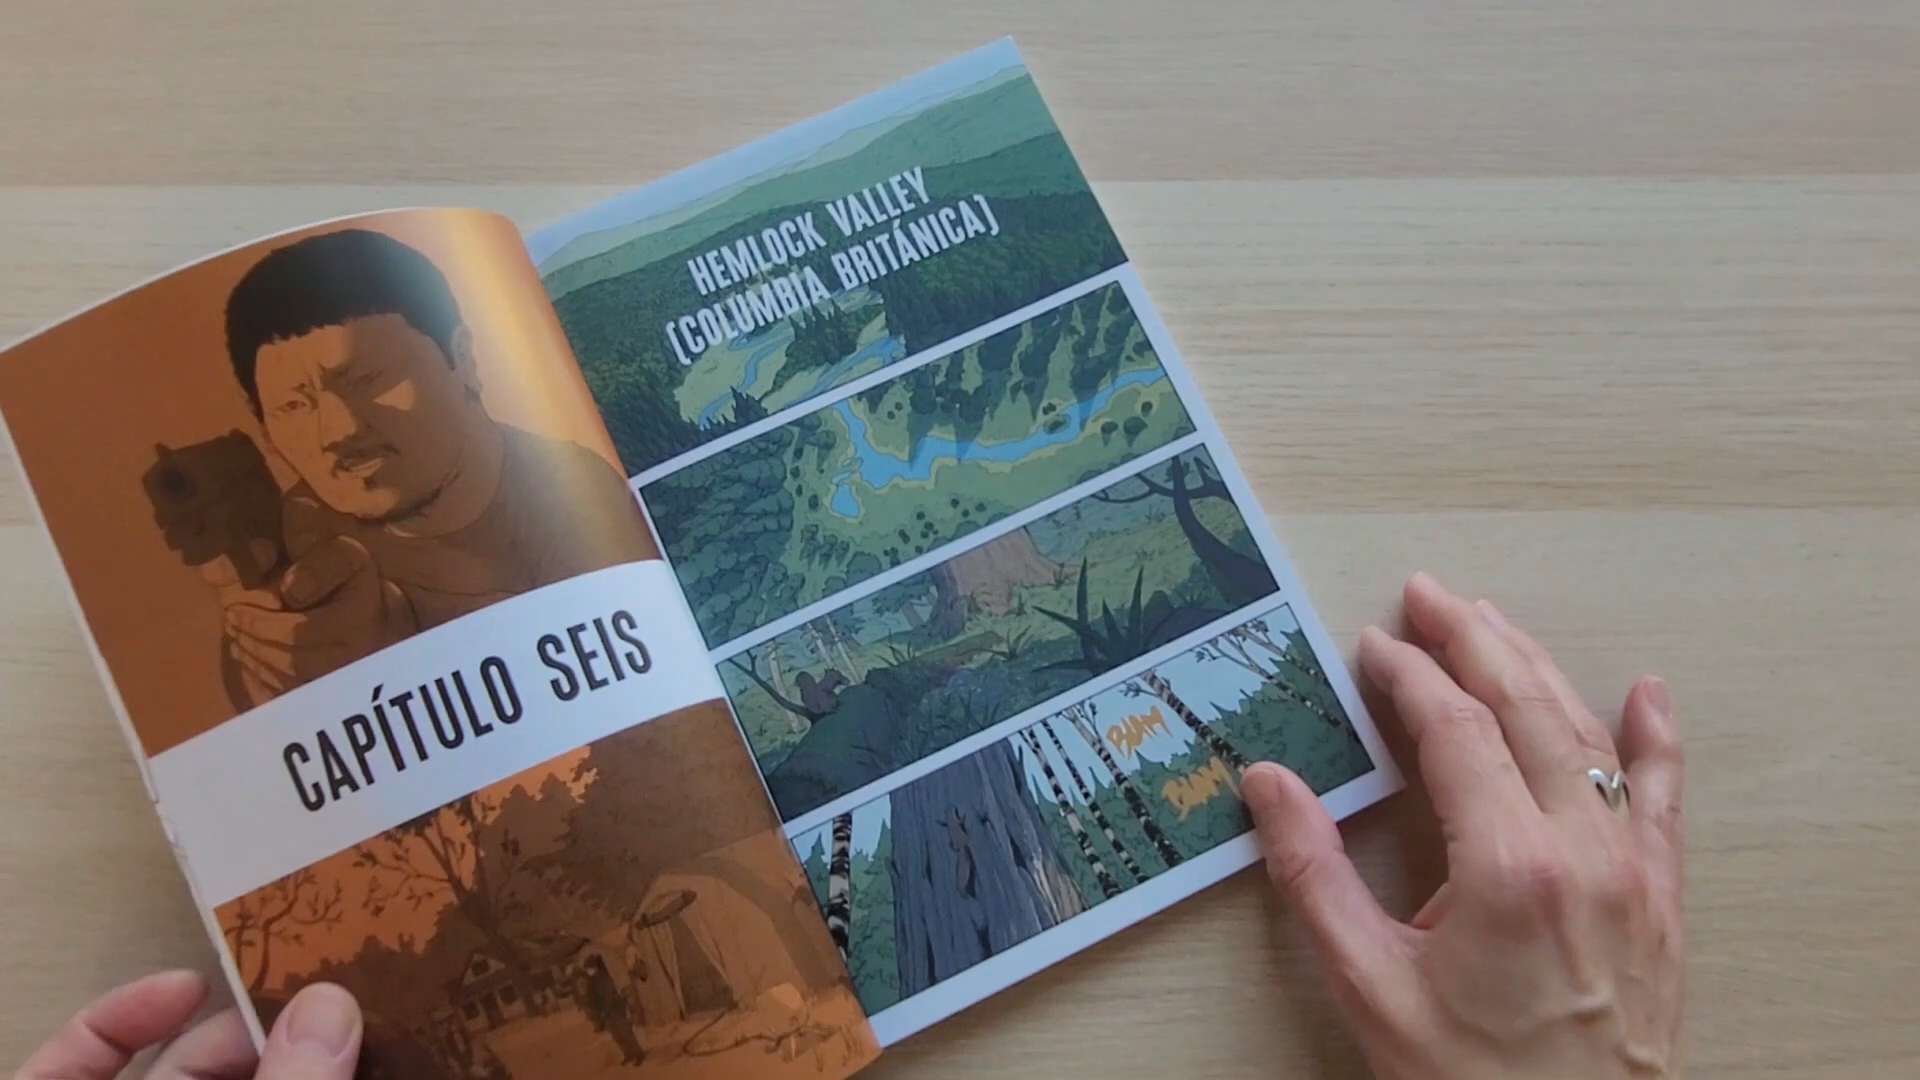 CAPÍTULO SEIS
HEMLOCK VALLEY
(COLUMBIA BRITÁNICA)
BLAM
BLAM